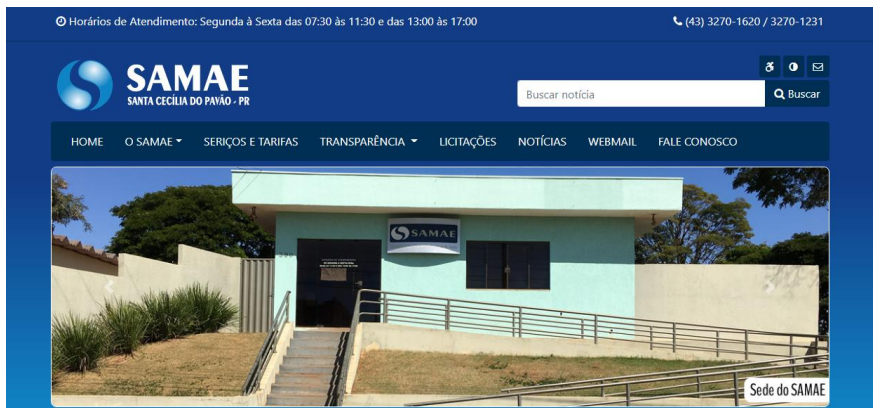 Horários de Atendimento: Segunda à Sexta das 07:30 às 11:30 e das 13:00 às 17:00
(43) 3270-1620 / 3270-1231
SAMAE
SANTA CECÍLIA DO PAVÃO - PR
Buscar notícia
Buscar
HOME O SAMAE SERIÇOS E TARIFAS TRANSPARÊNCIA LICITAÇÕES NOTÍCIAS WEBMAIL FALE CONOSCO
SAMAE
Sede do SAMAE